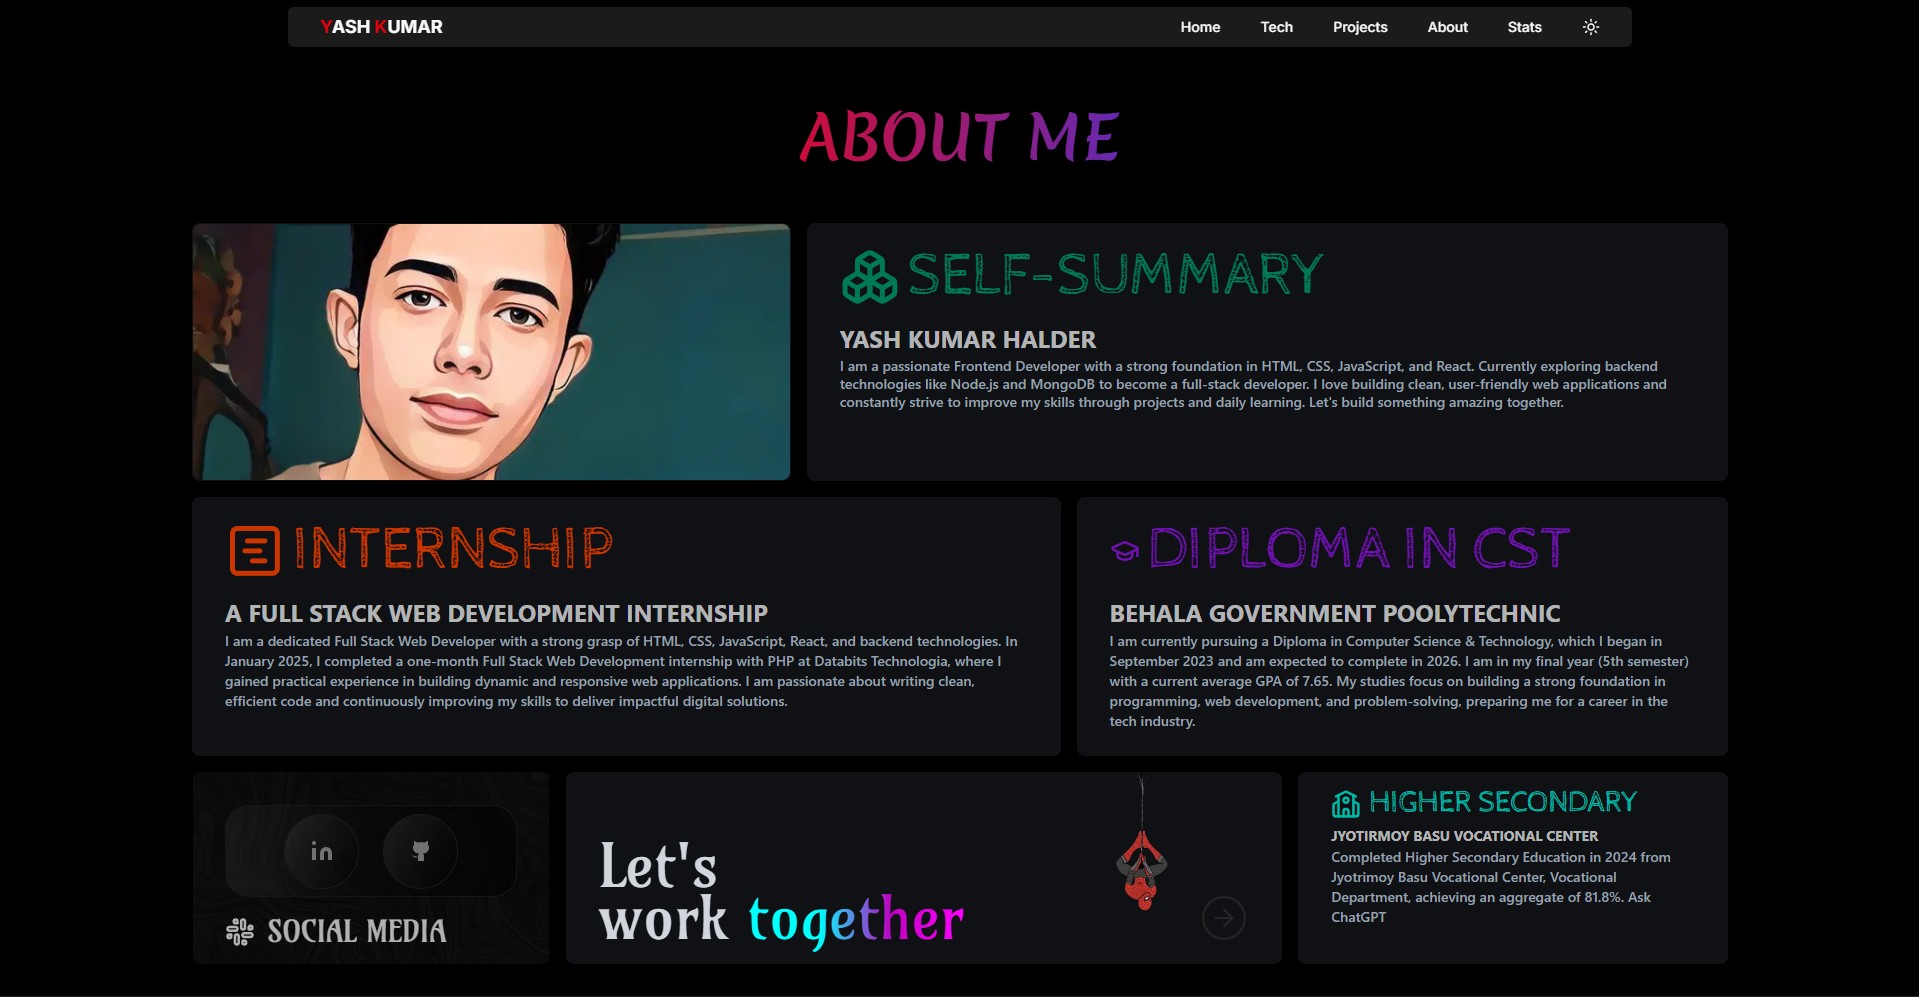 YASH KUMAR
Home
Tech
Projects
About
Stats
ABOUT ME
SELF-SUMMARY
YASH KUMAR HALDER
I am a passionate Frontend Developer with a strong foundation in HTML, CSS, JavaScript, and React. Currently exploring backend
technologies like Node.js and MongoDB to become a full-stack developer. I love building clean, user-friendly web applications and
constantly strive to improve my skills through projects and daily learning. Let's build something amazing together.
INTERNSHIP
A FULL STACK WEB DEVELOPMENT INTERNSHIP
I am a dedicated Full Stack Web Developer with a strong grasp of HTML, CSS, JavaScript, React, and backend technologies. In
January 2025, I completed a one-month Full Stack Web Development internship with PHP at Databits Technologia, where I
gained practical experience in building dynamic and responsive web applications. I am passionate about writing clean,
efficient code and continuously improving my skills to deliver impactful digital solutions.
DIPLOMA IN CST
BEHALA GOVERNMENT POOLYTECHNIC
I am currently pursuing a Diploma in Computer Science & Technology, which I began in
September 2023 and am expected to complete in 2026. I am in my final year (5th semester)
with a current average GPA of 7.65. My studies focus on building a strong foundation in
programming, web development, and problem-solving, preparing me for a career in the
tech industry.
in
SOCIAL MEDIA
Let's
work together
HIGHER SECONDARY
JYOTIRMOY BASU VOCATIONAL CENTER
Completed Higher Secondary Education in 2024 from
Jyotrimoy Basu Vocational Center, Vocational
Department, achieving an aggregate of 81.8%. Ask
ChatGPT